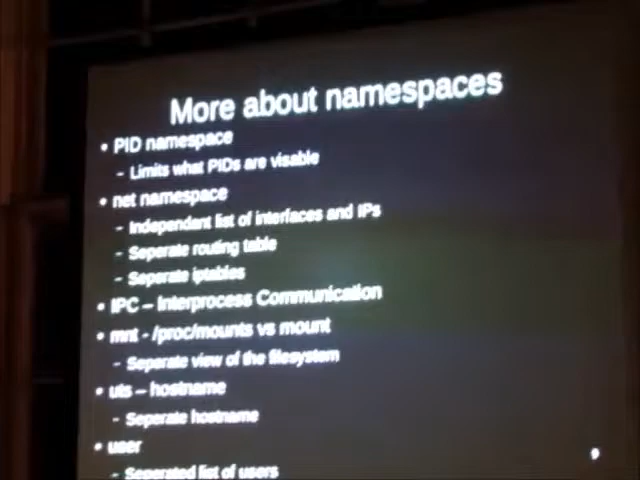 More about namespaces
• PID namespace
– Limits what PIDs are visable
• net namespace
– Independant list of interfaces and IPs
– Seperate routing table
– Seperate iptables
• IPC – Interprocess Communication
• mnt - /proc/mounts vs mount
– Seperate view of the filesystem
• uts – hostname
– Seperate hostname
• user
– Seperated list of users
9